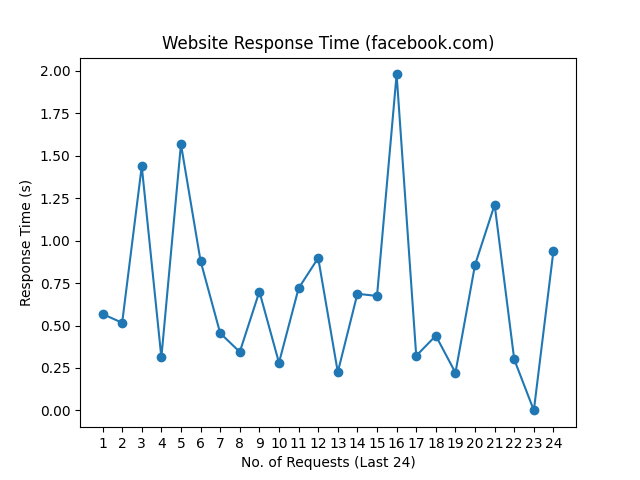 Website Response Time (facebook.com)
2.00
1.75
1.50
1.25
1.00
0.75
0.50
0.25
0.00
Response Time (s)
1 2 3 4 5 6 7 8 9 10 11 12 13 14 15 16 17 18 19 20 21 22 23 24
No. of Requests (Last 24)